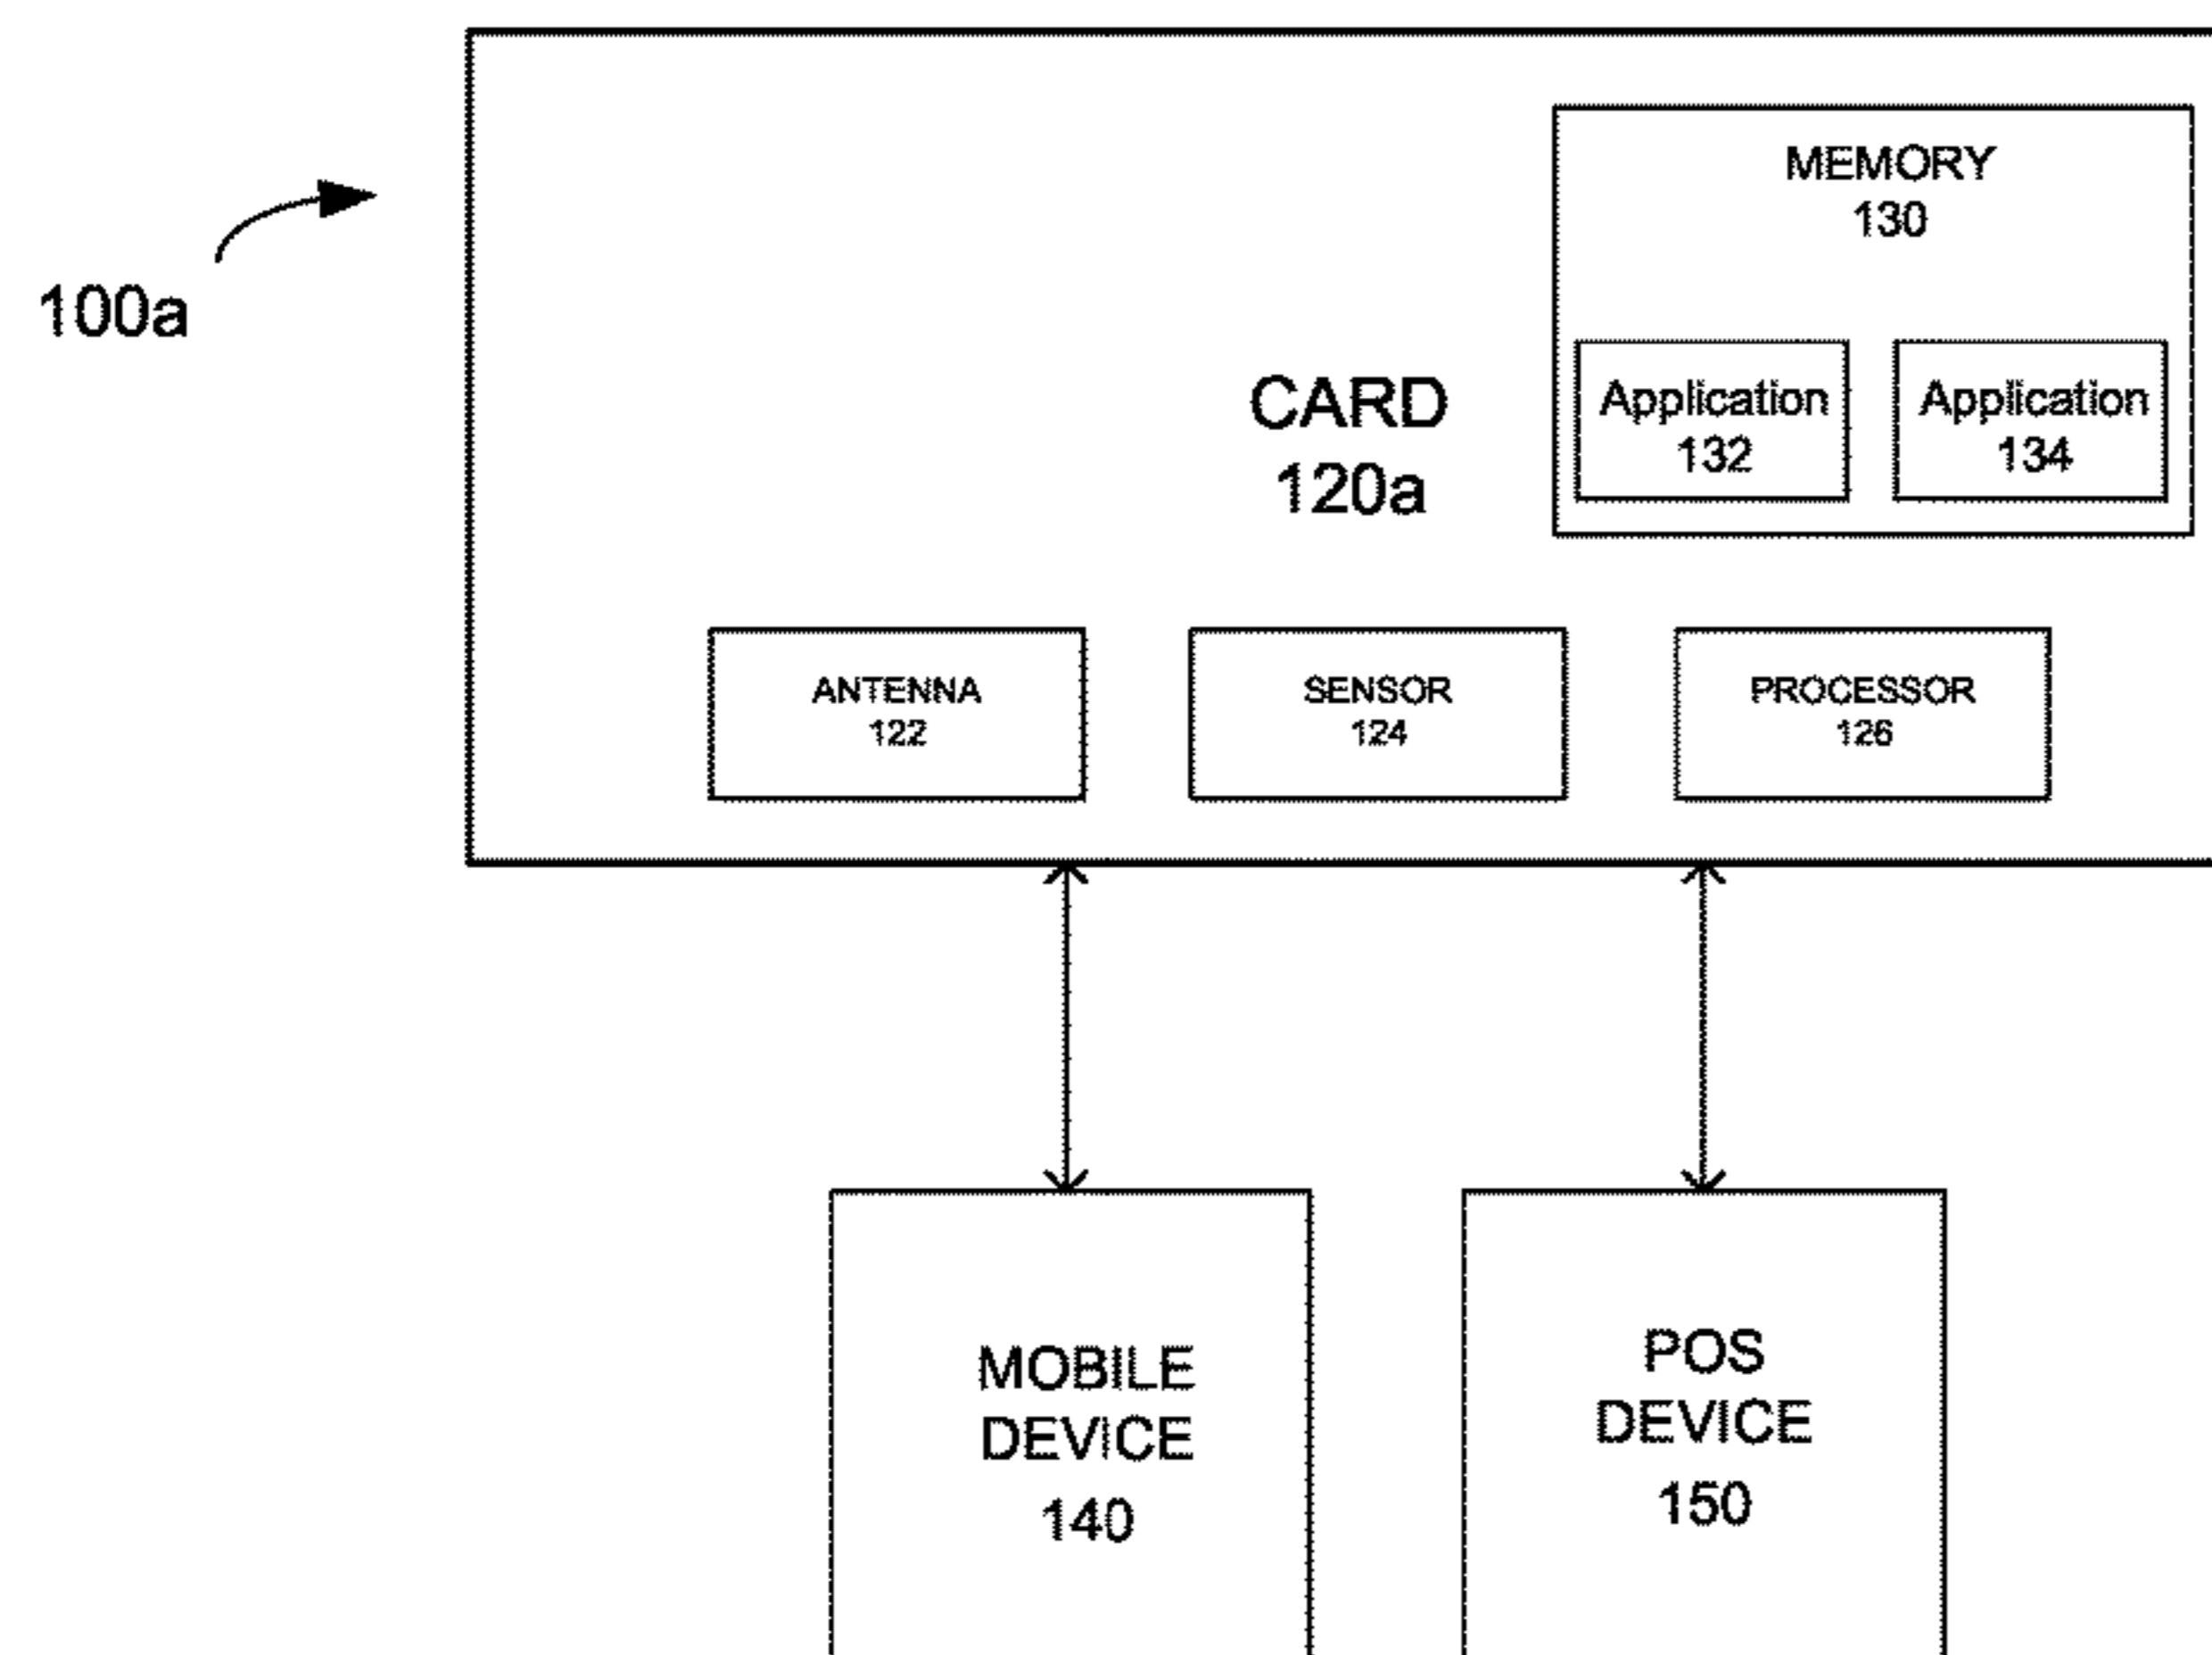 100a
MEMORY
130
CARD
120a
Application
132
Application
134
ANTENNA
122
SENSOR
124
PROCESSOR
126
MOBILE
DEVICE
140
POS
DEVICE
150